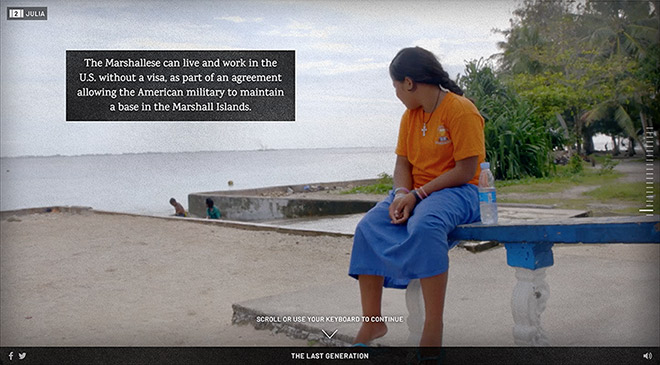 2 JULIA
The Marshallese can live and work in the
U.S. without a visa, as part of an agreement
allowing the American military to maintain
a base in the Marshall Islands.
SCROLL OR USE YOUR KEYBOARD TO CONTINUE
THE LAST GENERATION